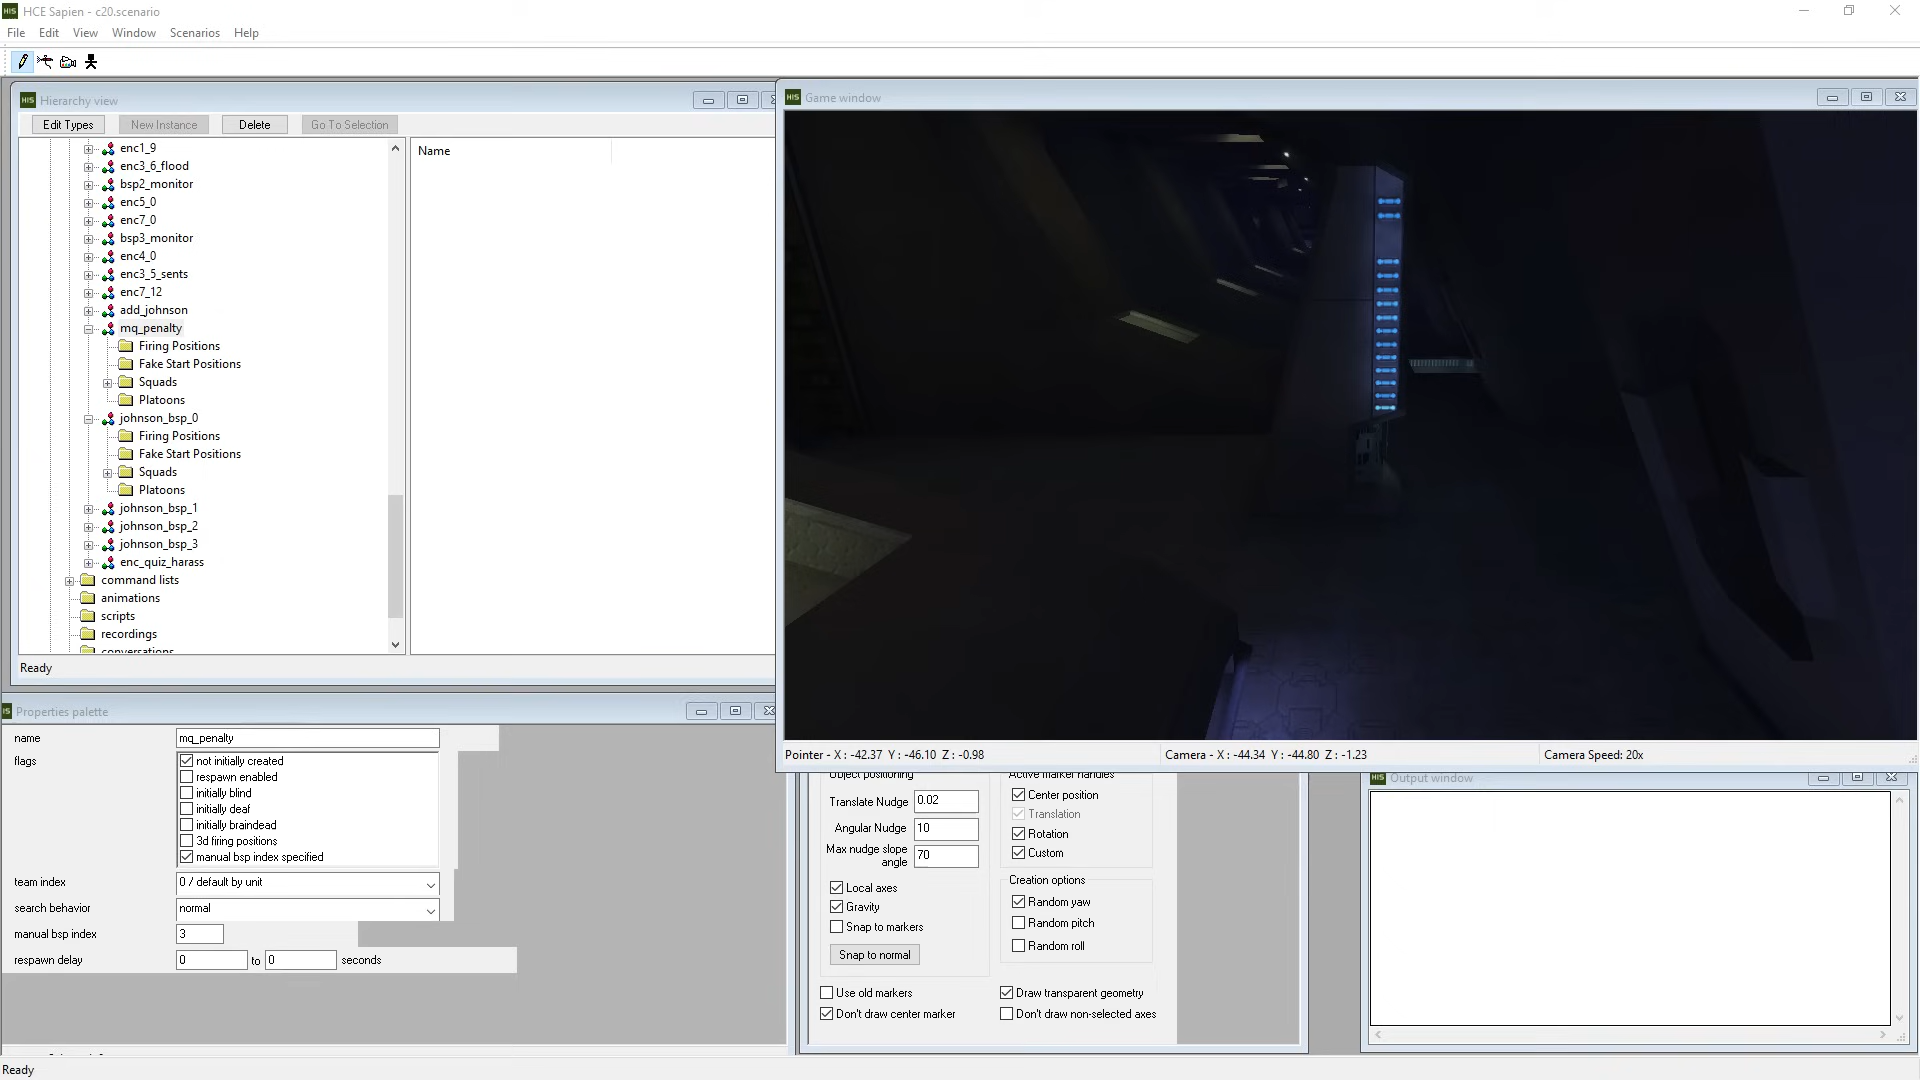 HCE Sapien - c20.scenario
File Edit View Window Scenarios Help
Hierarchy view
Edit Types New Instance Delete Go To Selection
enc1_9
enc3_6_flood
bsp2_monitor
enc5_0
enc7_0
bsp3_monitor
enc4_0
enc3_5_sents
enc7_12
add_johnson
mq_penalty
Firing Positions
Fake Start Positions
Squads
Platoons
johnson_bsp_0
Firing Positions
Fake Start Positions
Squads
Platoons
johnson_bsp_1
johnson_bsp_2
johnson_bsp_3
enc_quiz_harass
command lists
animations
scripts
recordings
conversations
Name
Ready
Game window
Pointer - X : -42.37 Y : -46.10 Z : -0.98
Camera - X : -44.34 Y : -44.80 Z : -1.23
Camera Speed: 20x
Properties palette
name mq_penalty
flags
not initially created
respawn enabled
initially blind
initially deaf
initially braindead
3d firing positions
manual bsp index specified
team index 0 / default by unit
search behavior normal
manual bsp index 3
respawn delay 0 to 0 seconds
Object positioning
Translate Nudge 0.02
Angular Nudge 10
Max nudge slope angle 70
Local axes
Gravity
Snap to markers
Snap to normal
Use old markers
Don't draw center marker
Active marker handles
Center position
Translation
Rotation
Custom
Creation options
Random yaw
Random pitch
Random roll
Draw transparent geometry
Don't draw non-selected axes
Output window
Ready